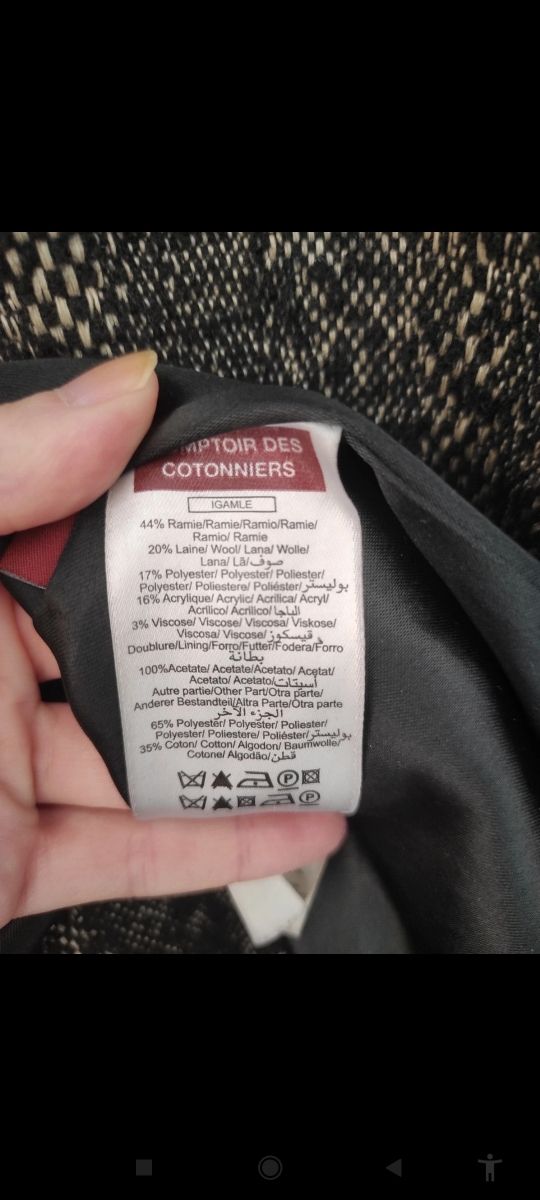 MPTOIR DES
COTONNIERS
IGAMLE
44% Ramie/Ramie/Ramio/Ramie/
Ramio/ Ramie
20% Laine/ Wool/ Lana/ Wolle/
Lana/ Lã/صوف
17% Polyester/ Polyester/ Poliester/
Polyester/ Poliestere/ Poliéster/بوليستر
16% Acrylique/ Acrylic/ Acrilica/ Acryl/
Acrilico/ Acrilico/
3% Viscose/ Viscose/ Viscosa/ Viskose/
Viscosa/ Viscose/فيسكوز
Doublure/Lining/Forro/Futter/Fodera/Forro
بطانة
100%Acetate/ Acetate/Acetato/ Acetat/
Acetato/ Acetato/أسيتات
Autre partie/Other Part/Otra parte/
Anderer Bestandteil/Altra Parte/Otra parte
الجزء الآخر
65% Polyester/ Polyester/ Poliester/
Polyester/ Poliestere/ Poliéster/بوليستر
35% Coton/ Cotton/ Algodon/ Baumwolle/
Cotone/ Algodão/قطن
P
P